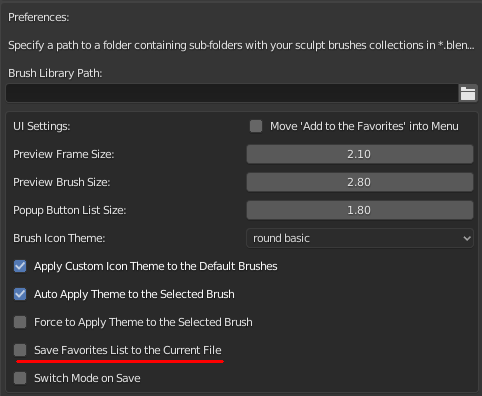 Preferences:
Specify a path to a folder containing sub-folders with your sculpt brushes collections in *.blen...
Brush Library Path:
UI Settings:
Move 'Add to the Favorites' into Menu
Preview Frame Size:
2.10
Preview Brush Size:
2.80
Popup Button List Size:
1.80
Brush Icon Theme:
round basic
Apply Custom Icon Theme to the Default Brushes
Auto Apply Theme to the Selected Brush
Force to Apply Theme to the Selected Brush
Save Favorites List to the Current File
Switch Mode on Save